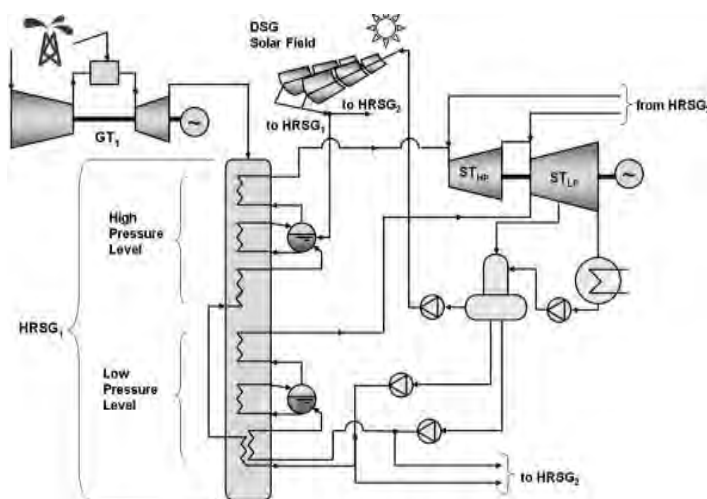 DSG
Solar Field
to HRSG2
to HRSG1
from HRSG2
GT1
~
STHP
STLP
~
High
Pressure
Level
HRSG1
Low
Pressure
Level
to HRSG2